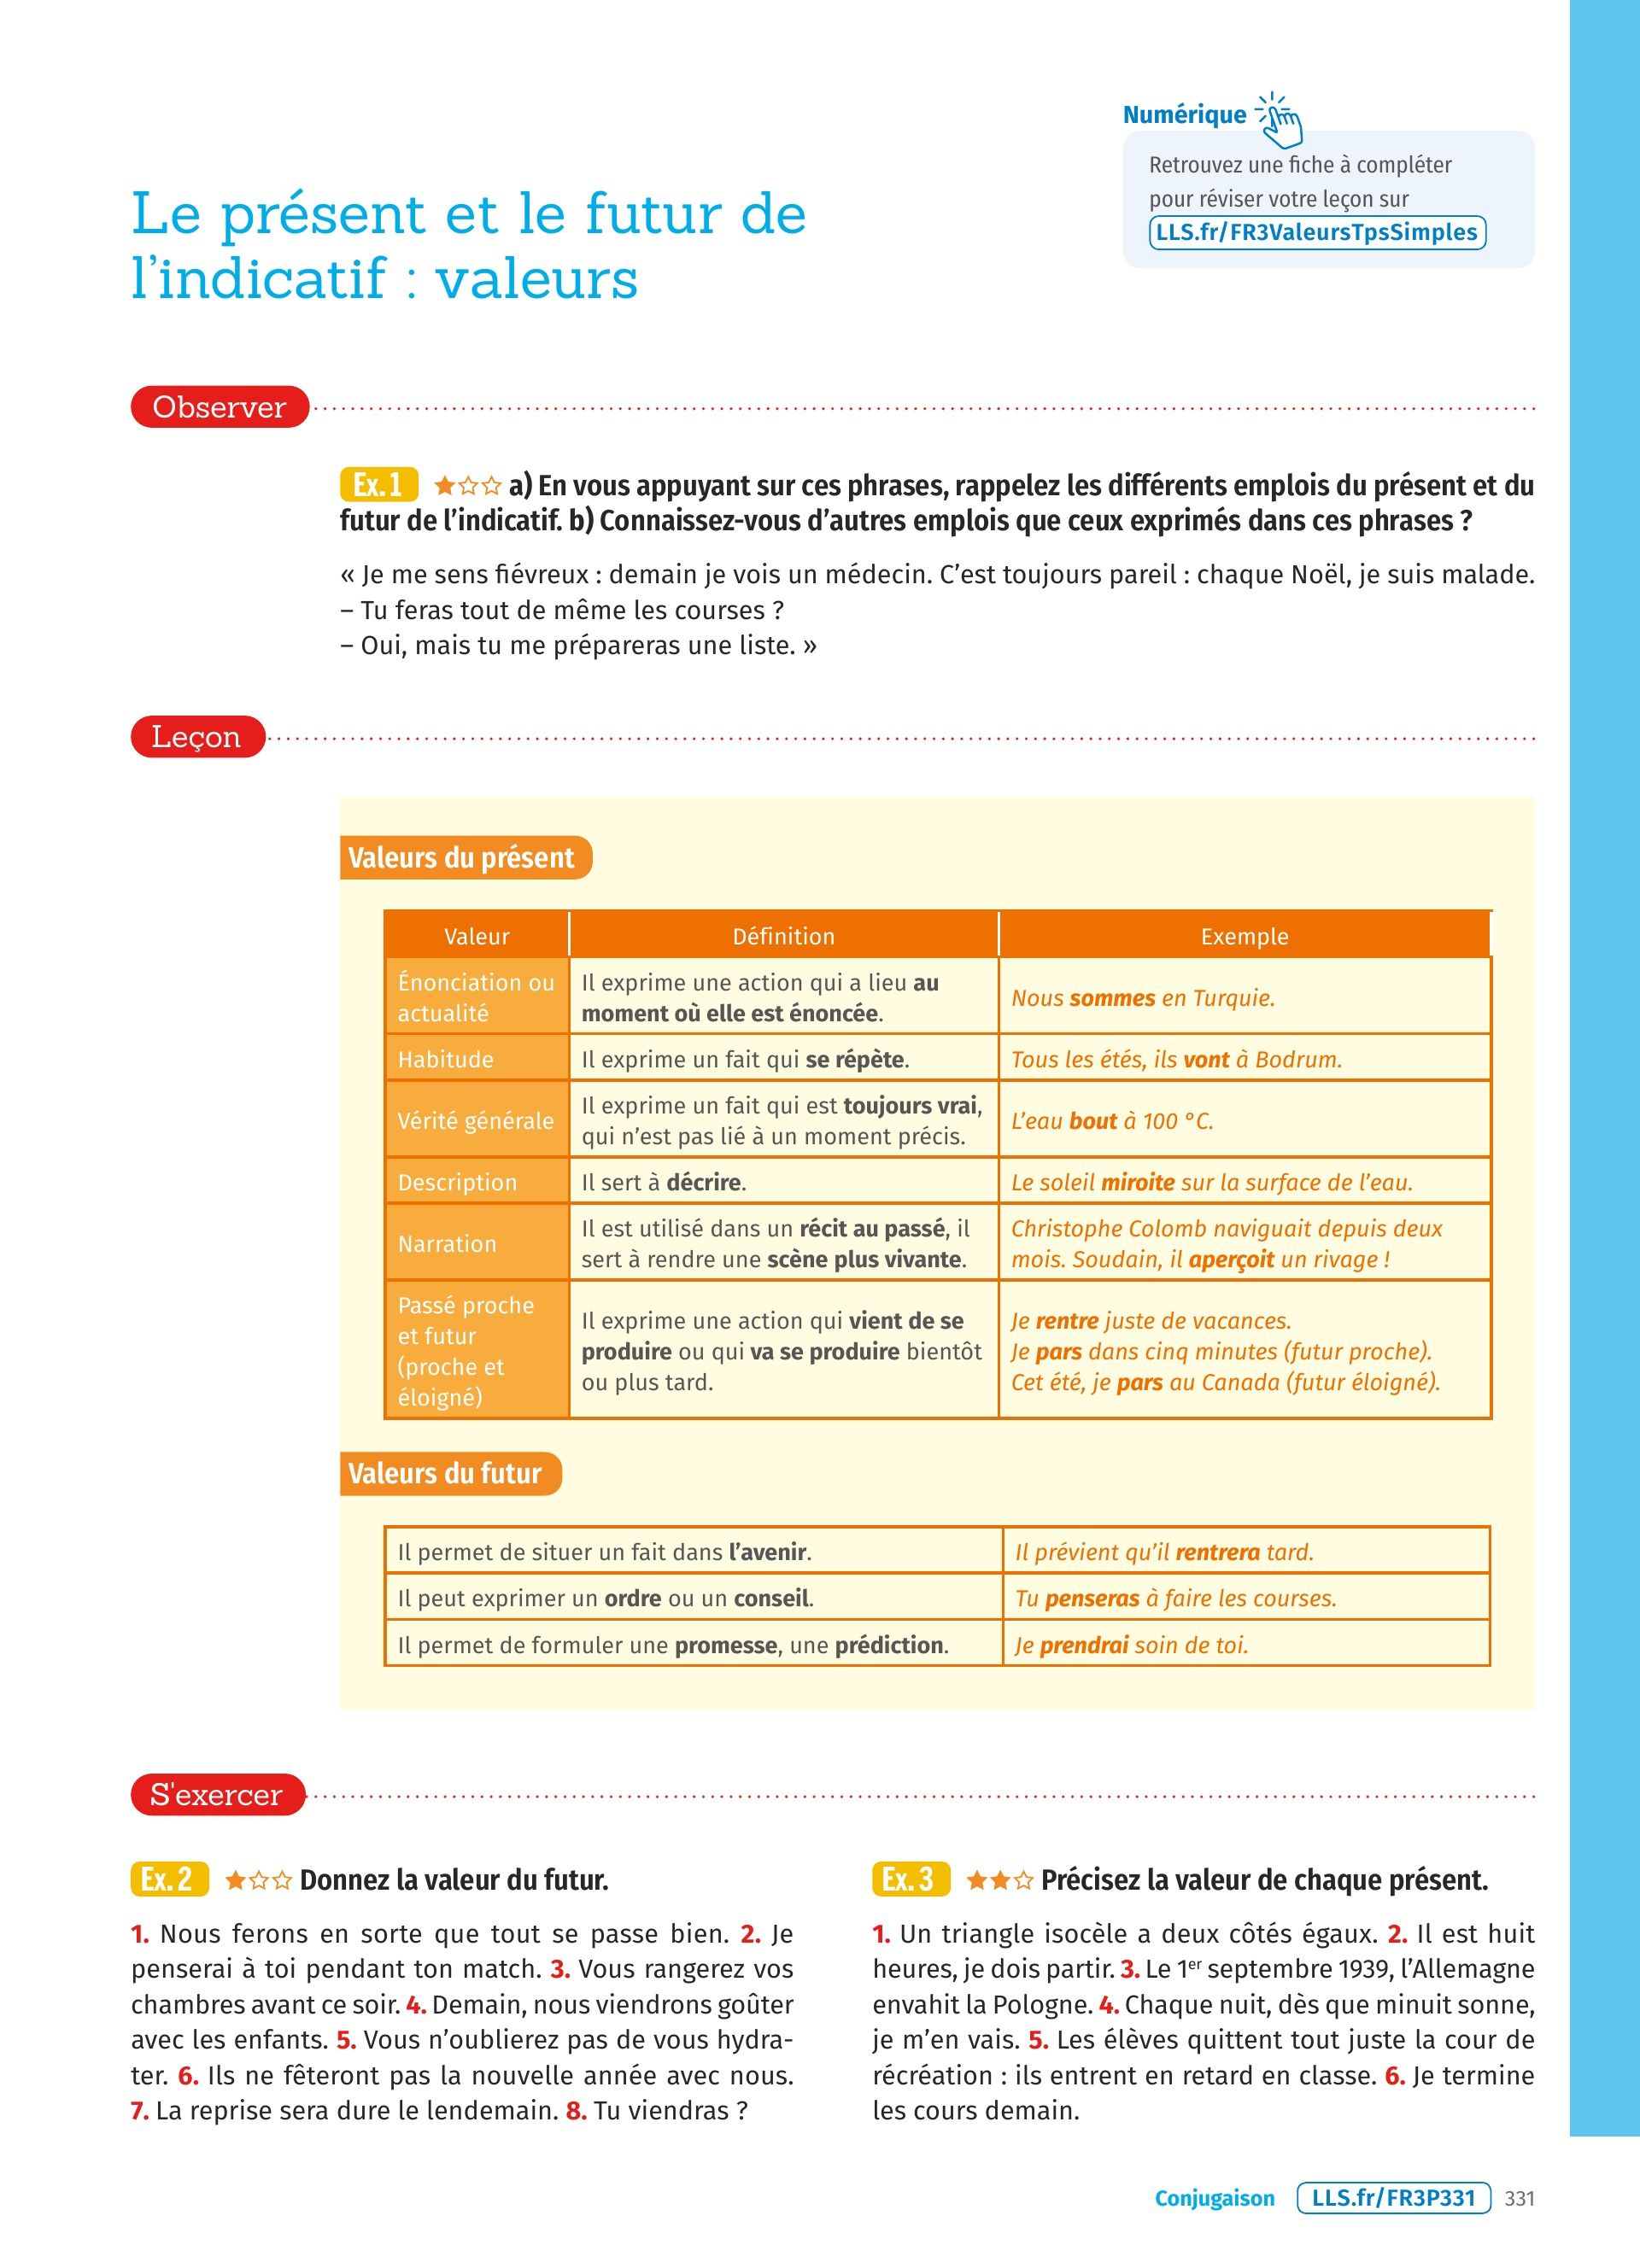 Numérique
Retrouvez une fiche à compléter
pour réviser votre leçon sur
LLS.fr/FR3ValeursTpsSimples
Le présent et le futur de
l'indicatif : valeurs
Observer
Ex. 1 a) En vous appuyant sur ces phrases, rappelez les différents emplois du présent et du
futur de l'indicatif. b) Connaissez-vous d'autres emplois que ceux exprimés dans ces phrases ?
« Je me sens fiévreux : demain je vois un médecin. C'est toujours pareil : chaque Noël, je suis malade.
– Tu feras tout de même les courses ?
– Oui, mais tu me prépareras une liste. »
Leçon
Valeurs du présent
Valeur Définition Exemple
Énonciation ou
actualité
Il exprime une action qui a lieu au
moment où elle est énoncée.
Nous sommes en Turquie.
Habitude
Il exprime un fait qui se répète.
Tous les étés, ils vont à Bodrum.
Vérité générale
Il exprime un fait qui est toujours vrai,
qui n'est pas lié à un moment précis.
L'eau bout à 100 °C.
Description
Il sert à décrire.
Le soleil miroite sur la surface de l'eau.
Narration
Il est utilisé dans un récit au passé, il
sert à rendre une scène plus vivante.
Christophe Colomb naviguait depuis deux
mois. Soudain, il aperçoit un rivage !
Passé proche
et futur
(proche et
éloigné)
Il exprime une action qui vient de se
produire ou qui va se produire bientôt
ou plus tard.
Je rentre juste de vacances.
Je pars dans cinq minutes (futur proche).
Cet été, je pars au Canada (futur éloigné).
Valeurs du futur
Il permet de situer un fait dans l'avenir.
Il prévient qu'il rentrera tard.
Il peut exprimer un ordre ou un conseil.
Tu penseras à faire les courses.
Il permet de formuler une promesse, une prédiction.
Je prendrai soin de toi.
S'exercer
Ex. 2 Donnez la valeur du futur.
1. Nous ferons en sorte que tout se passe bien. 2. Je
penserai à toi pendant ton match. 3. Vous rangerez vos
chambres avant ce soir. 4. Demain, nous viendrons goûter
avec les enfants. 5. Vous n'oublierez pas de vous hydra-
ter. 6. Ils ne fêteront pas la nouvelle année avec nous.
7. La reprise sera dure le lendemain. 8. Tu viendras ?
Ex. 3 Précisez la valeur de chaque présent.
1. Un triangle isocèle a deux côtés égaux. 2. Il est huit
heures, je dois partir. 3. Le 1er septembre 1939, l'Allemagne
envahit la Pologne. 4. Chaque nuit, dès que minuit sonne,
je m'en vais. 5. Les élèves quittent tout juste la cour de
récréation : ils entrent en retard en classe. 6. Je termine
les cours demain.
Conjugaison LLS.fr/FR3P331 331